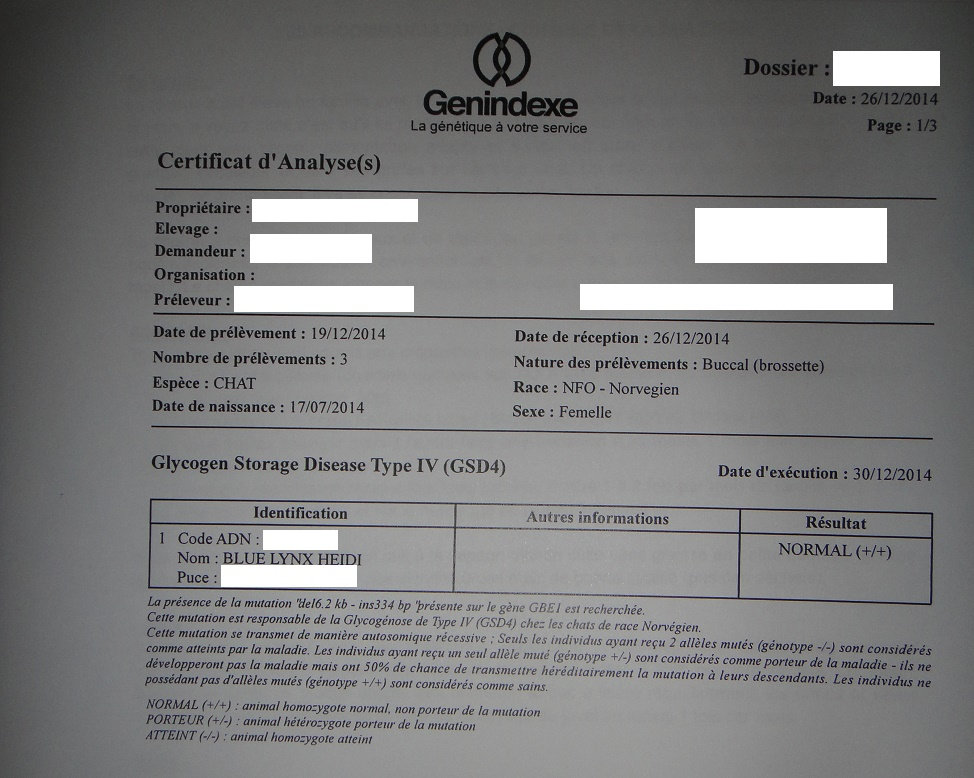 Genindexe
La génétique à votre service
Dossier :
Date : 26/12/2014
Page : 1/3
Certificat d'Analyse(s)
Propriétaire :
Elevage :
Demandeur :
Organisation :
Préleveur :
Date de prélèvement : 19/12/2014
Date de réception : 26/12/2014
Nombre de prélèvements : 3
Nature des prélèvements : Buccal (brossette)
Espèce : CHAT
Race : NFO - Norvegien
Date de naissance : 17/07/2014
Sexe : Femelle
Glycogen Storage Disease Type IV (GSD4)
Date d'exécution : 30/12/2014
Identification
Autres informations
Résultat
1 Code ADN :
Nom : BLUE LYNX HEIDI
Puce :
NORMAL (+/+)
La présence de la mutation "del6.2 kb - ins334 bp "présente sur le gène GBE1 est recherchée.
Cette mutation est responsable de la Glycogénose de Type IV (GSD4) chez les chats de race Norvégien.
Cette mutation se transmet de manière autosomique récessive ; Seuls les individus ayant reçu 2 allèles mutés (génotype -/-) sont considérés
comme atteints par la maladie. Les individus ayant reçu un seul allèle muté (génotype +/-) sont considérés comme porteur de la maladie - ils ne
développeront pas la maladie mais ont 50% de chance de transmettre héréditairement la mutation à leurs descendants. Les individus ne
possédant pas d'allèles mutés (génotype +/+) sont considérés comme sains.
NORMAL (+/+) : animal homozygote normal, non porteur de la mutation
PORTEUR (+/-) : animal hétérozygote porteur de la mutation
ATTEINT (-/-) : animal homozygote atteint